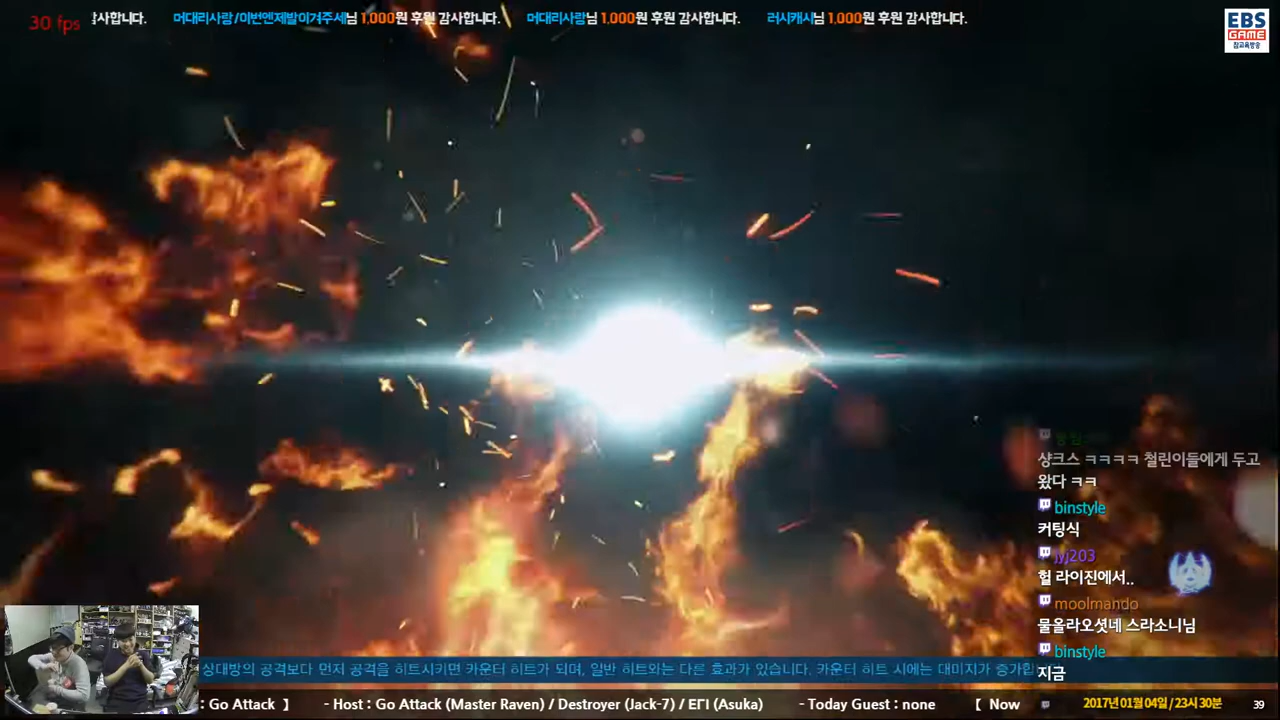 감사합니다. 머대리사람/이번엔제발이겨주세님 1,000원 후원 감사합니다. 머대리사람님 1,000원 후원 감사합니다. 러시캐시님 1,000원 후원 감사합니다.
30 fps
EBS
GAME
참교육방송
샹크스 ㅋㅋㅋㅋ 철린이들에게 두고
왔다 ㅋㅋ
binstyle
커팅식
jyj203
헐 라이진에서..
moolmando
물올라오셧네 스라소니님
binstyle
지금
상대방의 공격보다 먼저 공격을 히트시키면 카운터 히트가 되며, 일반 히트와는 다른 효과가 있습니다. 카운터 히트 시에는 대미지가 증가합
: Go Attack 】 - Host : Go Attack (Master Raven) / Destroyer (Jack-7) / EГI (Asuka) - Today Guest : none 【 Now
2017년 01월 04일 / 23시 30분 39